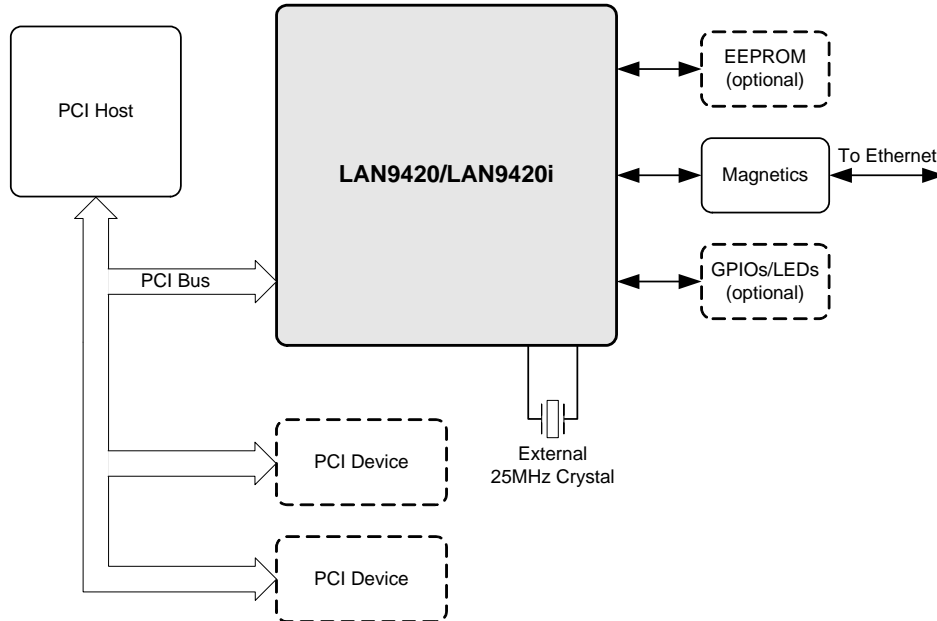 PCI Host
LAN9420/LAN9420i
EEPROM
(optional)
Magnetics
To Ethernet
GPIOs/LEDs
(optional)
PCI Bus
External
25MHz Crystal
PCI Device
PCI Device